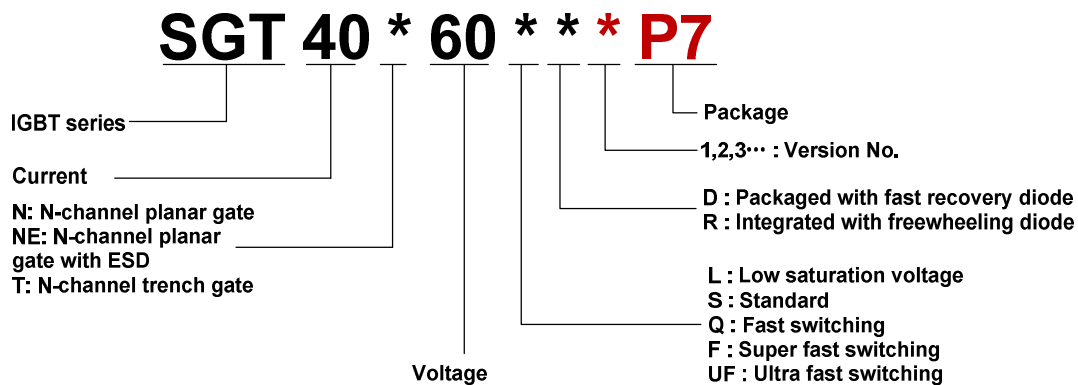 SGT 40 * 60 * * * P7
IGBT series
Current
N: N-channel planar gate
NE: N-channel planar
gate with ESD
T: N-channel trench gate
Voltage
Package
1,2,3··· : Version No.
D : Packaged with fast recovery diode
R : Integrated with freewheeling diode
L : Low saturation voltage
S : Standard
Q : Fast switching
F : Super fast switching
UF : Ultra fast switching